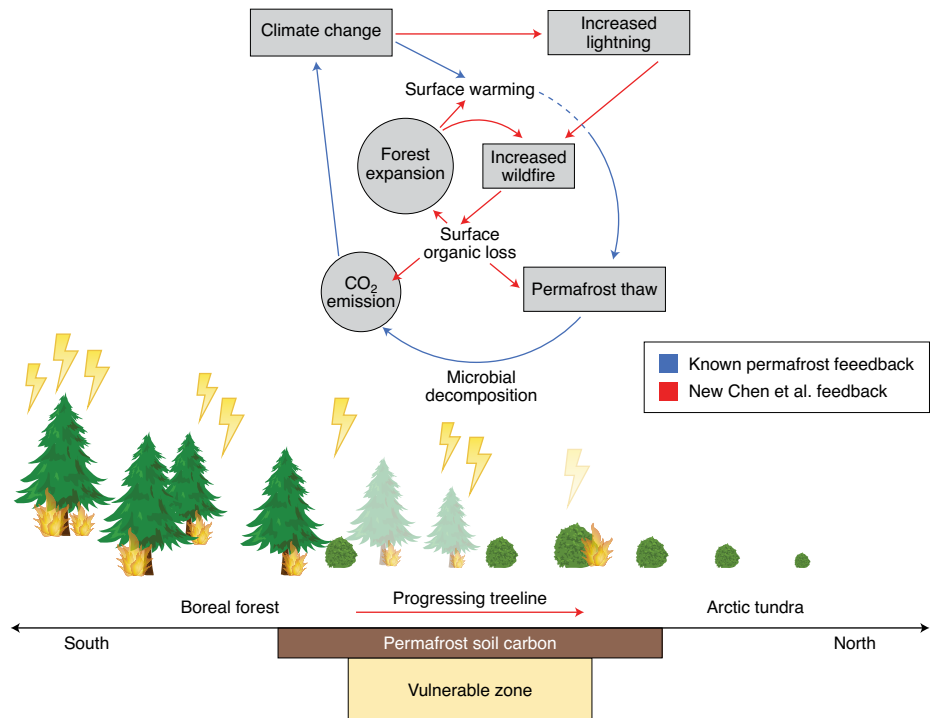 Climate change
Increased
lightning
Surface warming
Forest
expansion
Increased
wildfire
Surface
organic loss
CO₂
emission
Permafrost thaw
Microbial
decomposition
Known permafrost feeedback
New Chen et al. feedback
Boreal forest
Progressing treeline
Arctic tundra
South
Permafrost soil carbon
North
Vulnerable zone